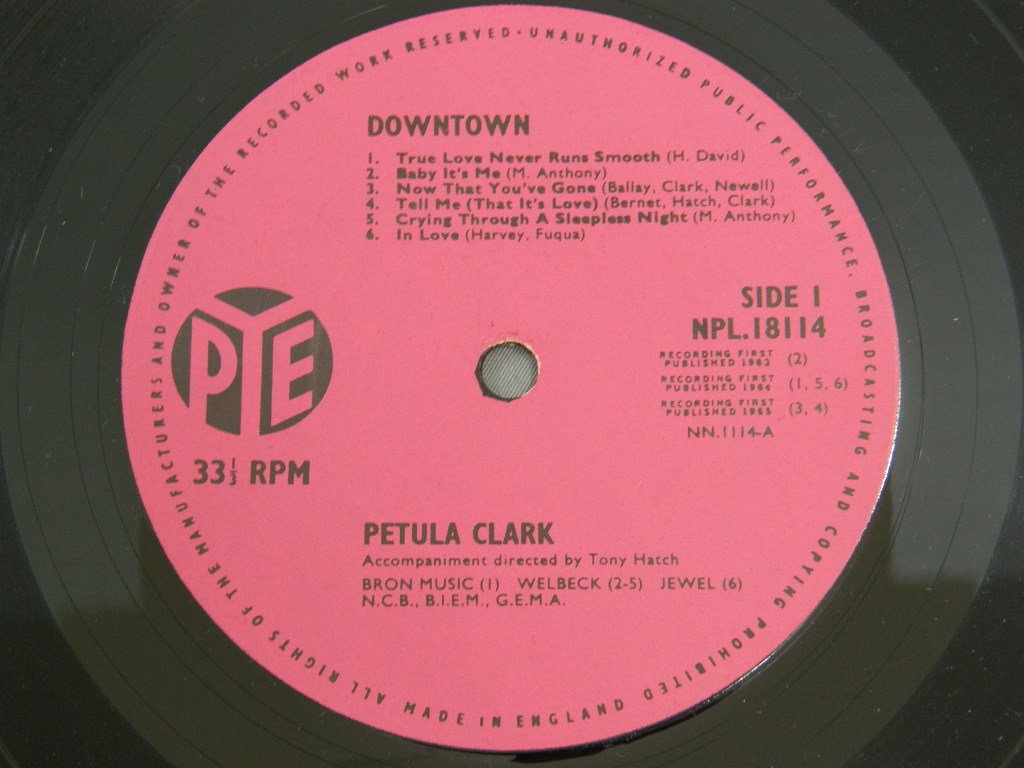 DOWNTOWN
1. True Love Never Runs Smooth (H. David)
2. Baby It's Me (M. Anthony)
3. Now That You've Gone (Ballay, Clark, Newell)
4. Tell Me (That It's Love) (Bernet, Hatch, Clark)
5. Crying Through A Sleepless Night (M. Anthony)
6. In Love (Harvey, Fuqua)
SIDE 1
NPL.18114
RECORDING FIRST
PUBLISHED 1963 (2)
RECORDING FIRST
PUBLISHED 1964 (1, 5, 6)
RECORDING FIRST
PUBLISHED 1965 (3, 4)
NN.1114-A
PYE
33⅓ RPM
PETULA CLARK
Accompaniment directed by Tony Hatch
BRON MUSIC (1) WELBECK (2-5) JEWEL (6)
N.C.B., B.I.E.M., G.E.M.A.
ALL RIGHTS OF THE MANUFACTURERS AND OWNER OF THE RECORDED WORK RESERVED · UNAUTHORIZED PUBLIC PERFORMANCE, BROADCASTING AND COPYING PROHIBITED
MADE IN ENGLAND